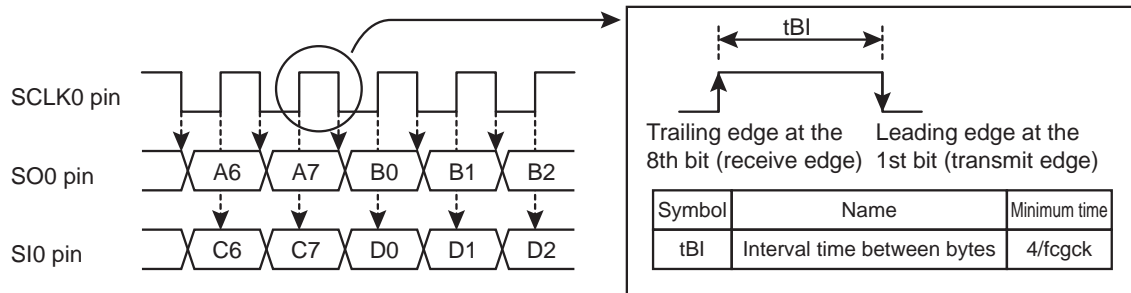 SCLK0 pin
SO0 pin
A6 A7 B0 B1 B2
SI0 pin
C6 C7 D0 D1 D2
tBI
Trailing edge at the
8th bit (receive edge)
Leading edge at the
1st bit (transmit edge)
Symbol Name Minimum time
tBI Interval time between bytes 4/fcgck